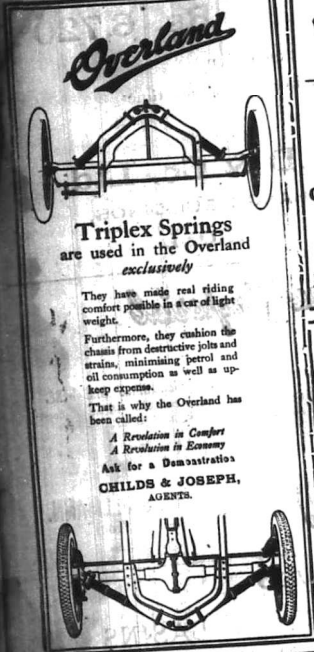 Overland
Triplex Springs
are used in the Overland
exclusively
They have made real riding
comfort possible in a car of light
weight.
Furthermore, they cushion the
chassis from destructive jolts and
strains, minimising petrol and
oil consumption as well as up-
keep expense.
That is why the Overland has
been called:
A Revelation in Comfort
A Revolution in Economy
Ask for a Demonstration
CHILDS & JOSEPH,
AGENTS.